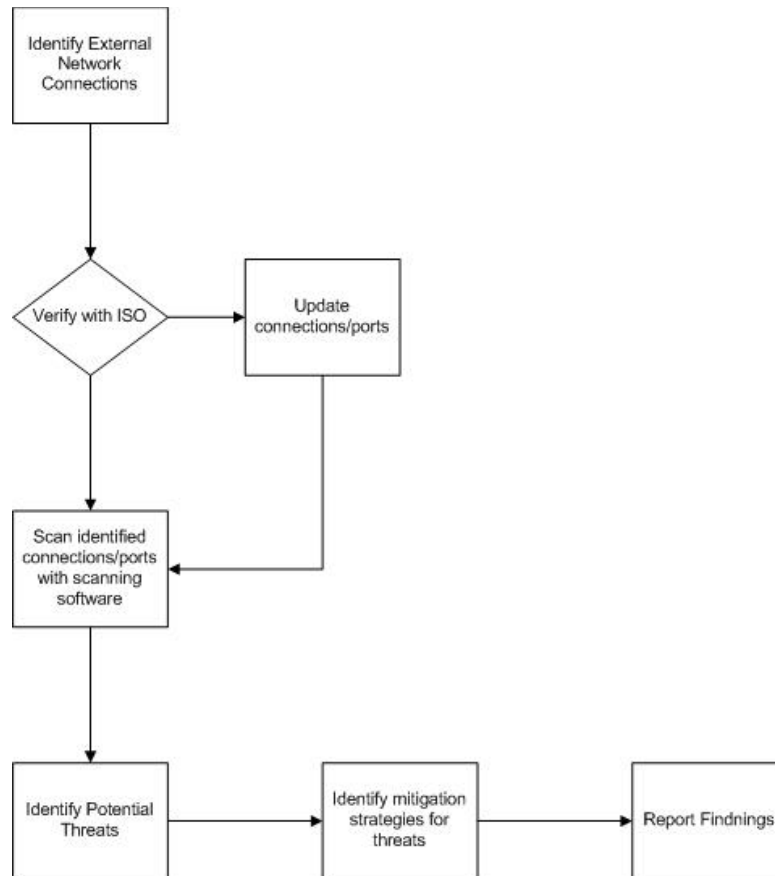 Identify External
Network
Connections
Verify with ISO
Update
connections/ports
Scan identified
connections/ports
with scanning
software
Identify Potential
Threats
Identify mitigation
strategies for
threats
Report Findnings